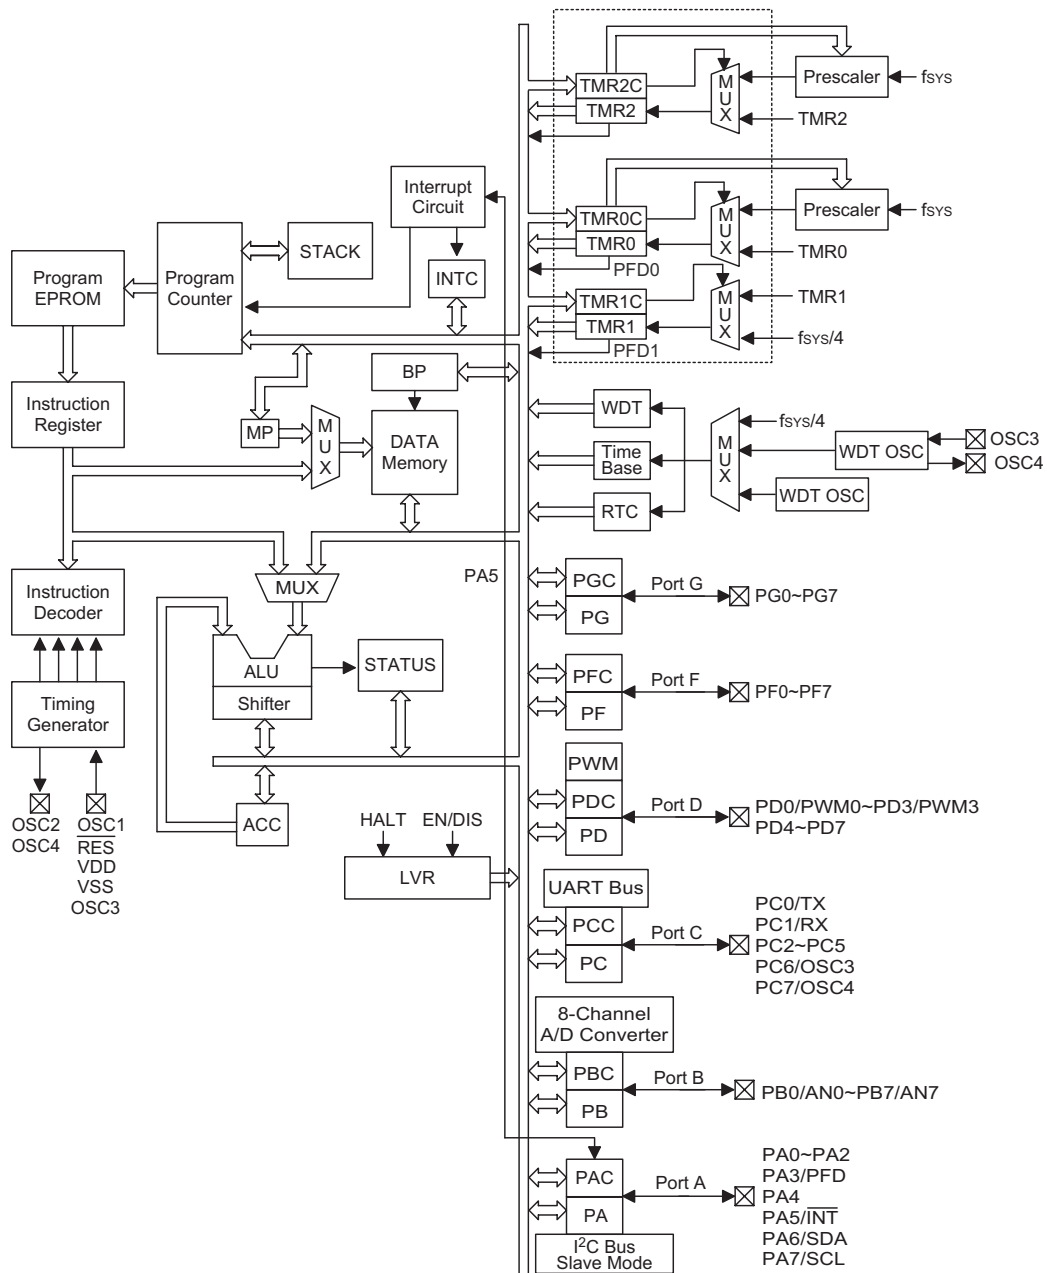 TMR2C
TMR2
MUX
Prescaler
fSYS
TMR2
Interrupt
Circuit
TMR0C
TMR0
PFD0
MUX
Prescaler
fSYS
TMR0
TMR1C
TMR1
PFD1
MUX
TMR1
fSYS/4
Program
EPROM
Program
Counter
STACK
INTC
Instruction
Register
MP
MUX
BP
DATA
Memory
WDT
Time
Base
RTC
MUX
fSYS/4
WDT OSC
OSC3
OSC4
WDT OSC
Instruction
Decoder
MUX
PA5
ALU
Shifter
STATUS
Timing
Generator
OSC2
OSC4
OSC1
RES
VDD
VSS
OSC3
ACC
HALT
EN/DIS
LVR
PGC
PG
Port G
PG0~PG7
PFC
PF
Port F
PF0~PF7
PWM
PDC
PD
Port D
PD0/PWM0~PD3/PWM3
PD4~PD7
UART Bus
PCC
PC
Port C
PC0/TX
PC1/RX
PC2~PC5
PC6/OSC3
PC7/OSC4
8-Channel
A/D Converter
PBC
PB
Port B
PB0/AN0~PB7/AN7
PAC
PA
I²C Bus
Slave Mode
Port A
PA0~PA2
PA3/PFD
PA4
PA5/INT
PA6/SDA
PA7/SCL